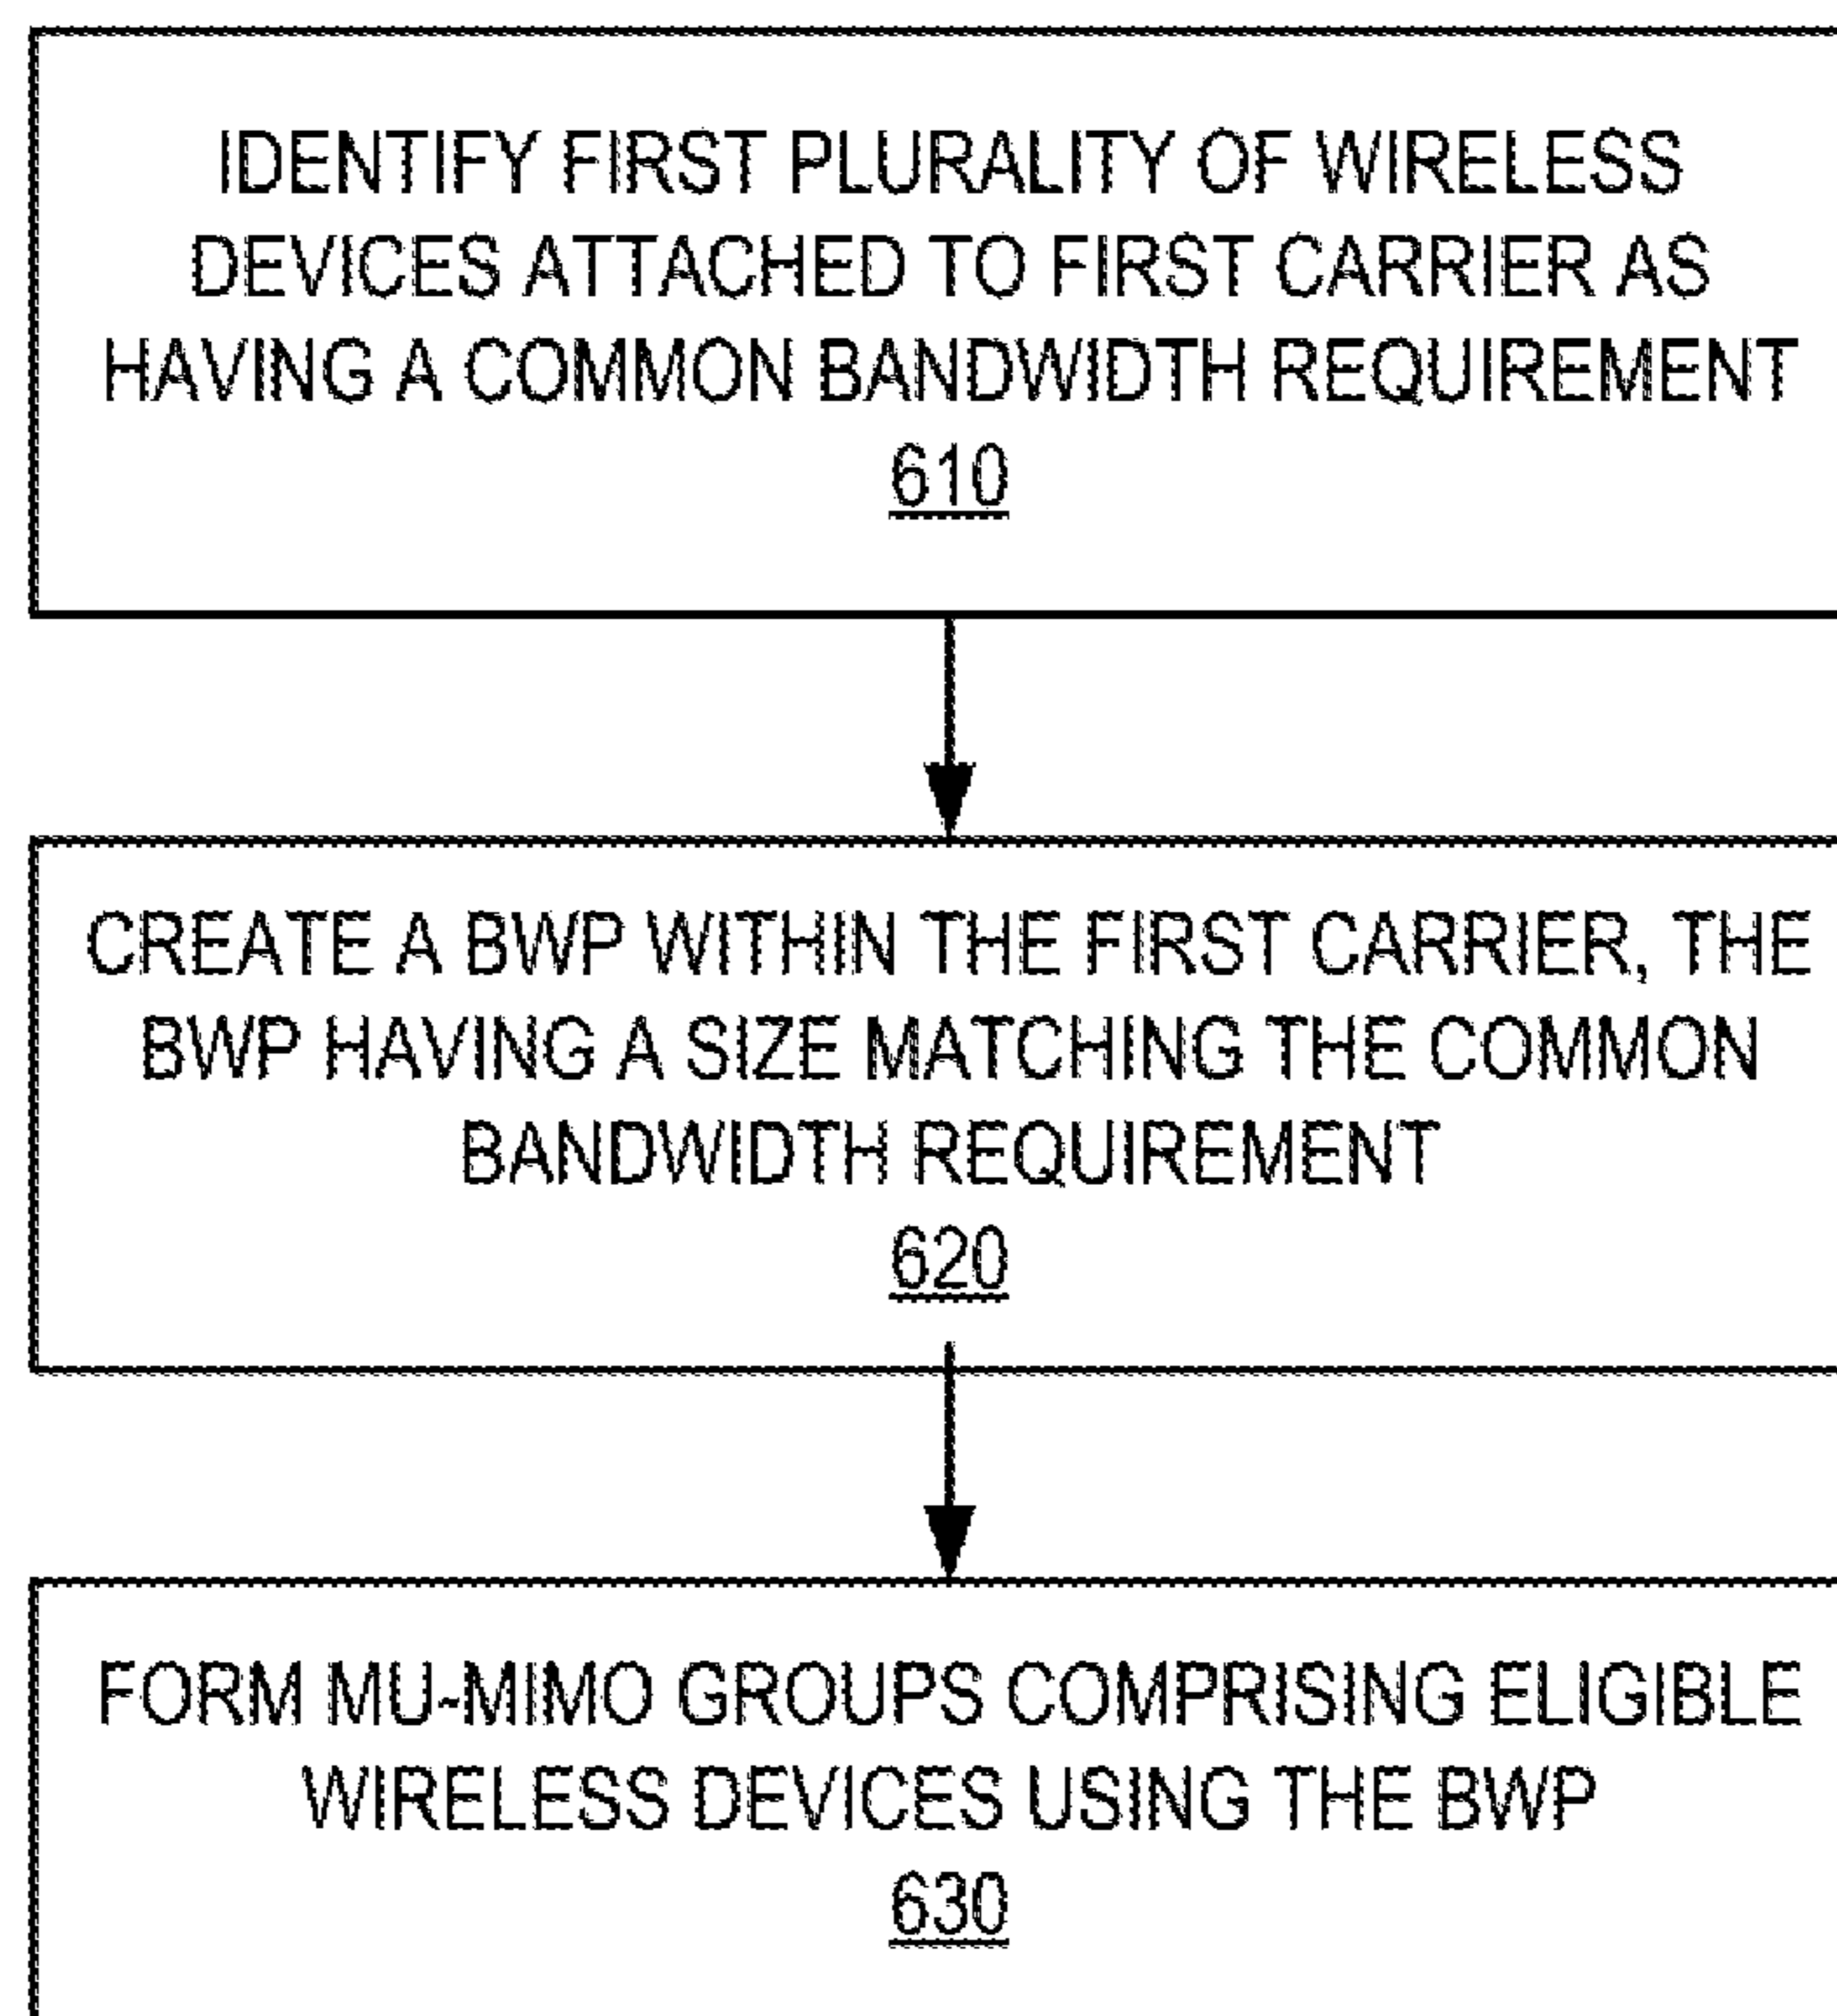 IDENTIFY FIRST PLURALITY OF WIRELESS
DEVICES ATTACHED TO FIRST CARRIER AS
HAVING A COMMON BANDWIDTH REQUIREMENT
610
CREATE A BWP WITHIN THE FIRST CARRIER, THE
BWP HAVING A SIZE MATCHING THE COMMON
BANDWIDTH REQUIREMENT
620
FORM MU-MIMO GROUPS COMPRISING ELIGIBLE
WIRELESS DEVICES USING THE BWP
630